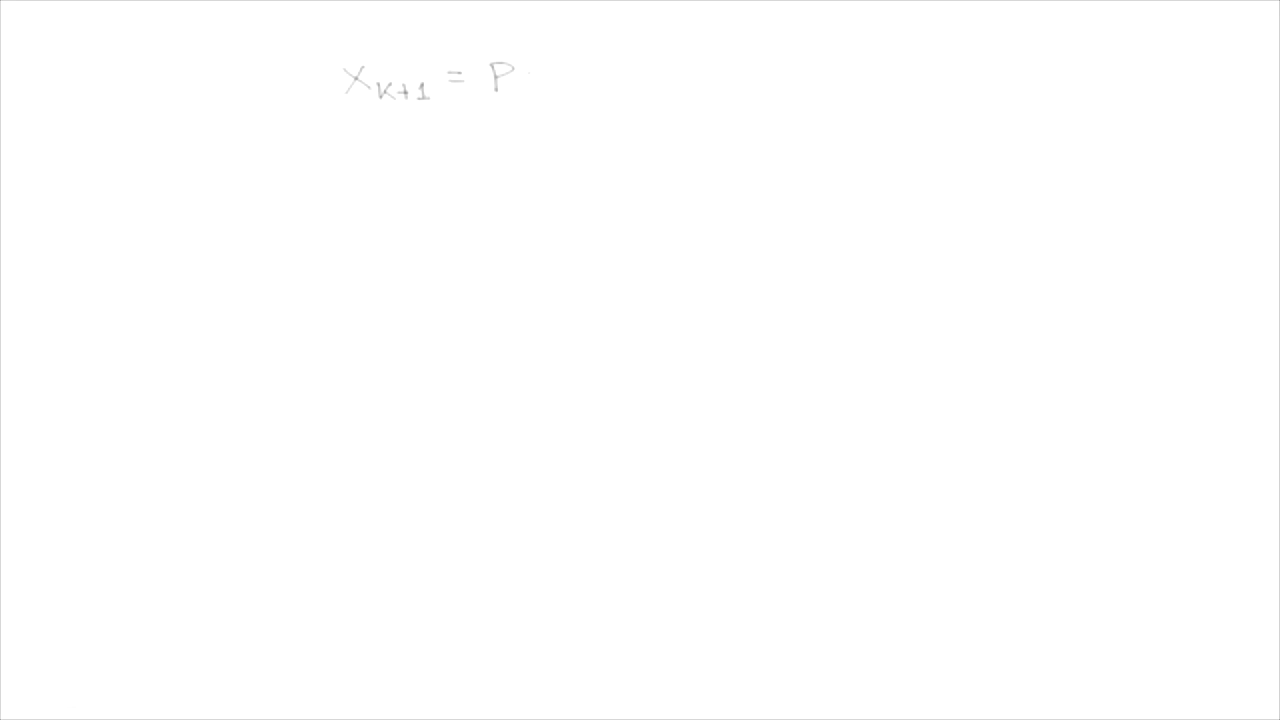 x_{k+1} = P